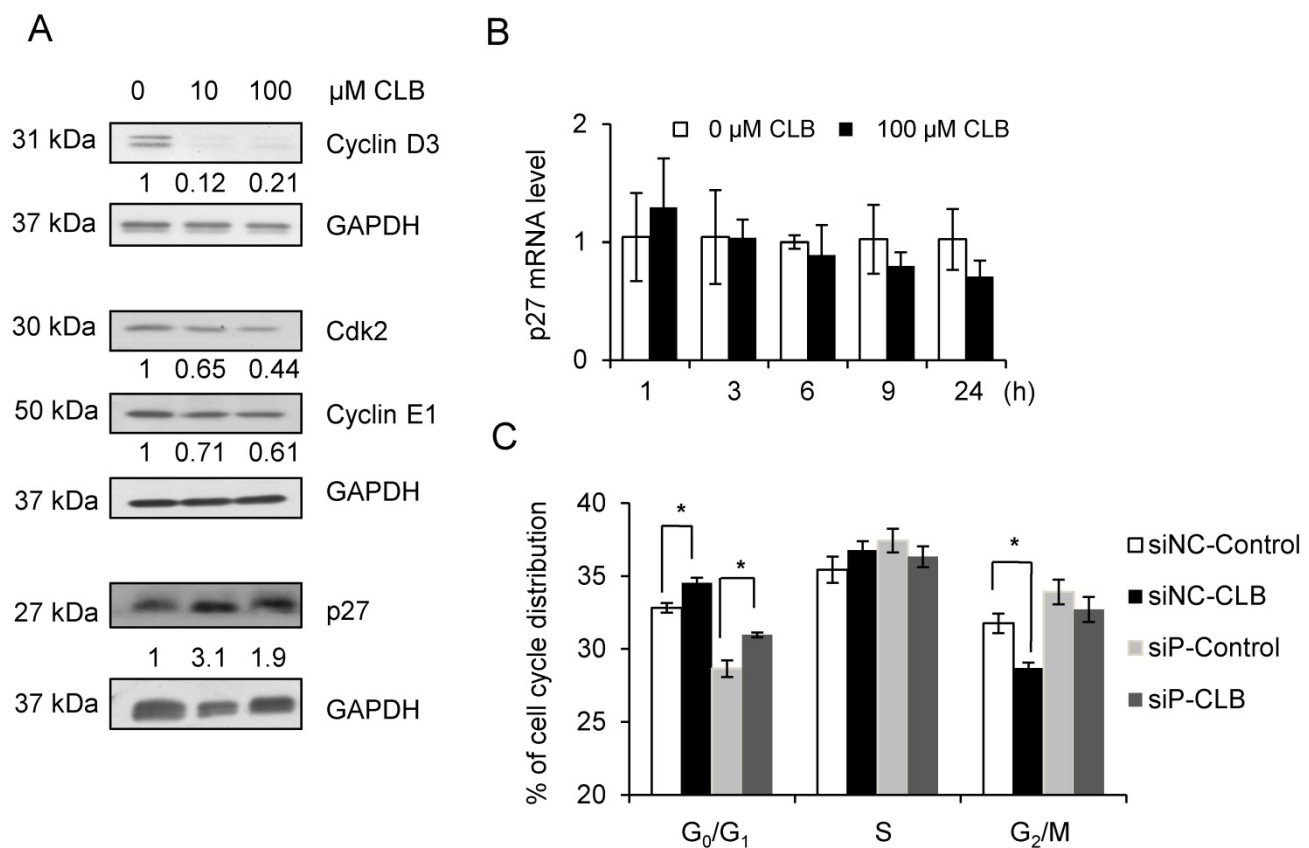 A
0 10 100 μM CLB
31 kDa Cyclin D3
1 0.12 0.21
37 kDa GAPDH
30 kDa Cdk2
1 0.65 0.44
50 kDa Cyclin E1
1 0.71 0.61
37 kDa GAPDH
27 kDa p27
1 3.1 1.9
37 kDa GAPDH
B
p27 mRNA level
2
1
0
0 μM CLB 100 μM CLB
1 3 6 9 24 (h)
C
% of cell cycle distribution
40
35
30
25
20
* * *
siNC-Control
siNC-CLB
siP-Control
siP-CLB
G₀/G₁ S G₂/M